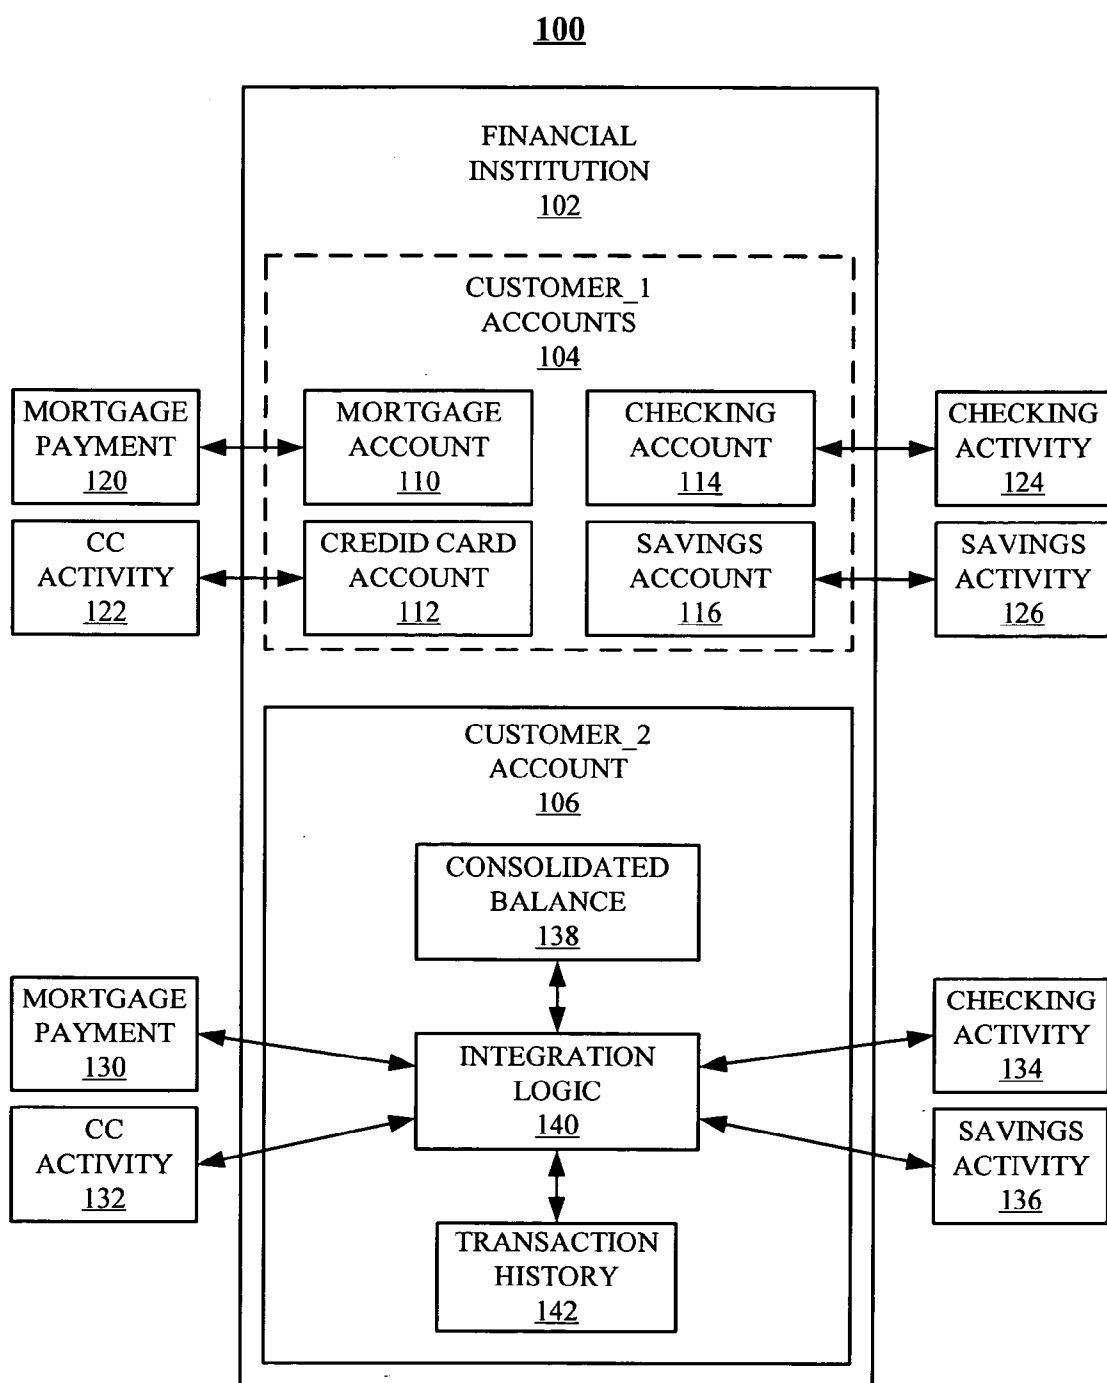 100
FINANCIAL
INSTITUTION
102
CUSTOMER_1
ACCOUNTS
104
MORTGAGE
PAYMENT
120
MORTGAGE
ACCOUNT
110
CHECKING
ACCOUNT
114
CHECKING
ACTIVITY
124
CC
ACTIVITY
122
CREDID CARD
ACCOUNT
112
SAVINGS
ACCOUNT
116
SAVINGS
ACTIVITY
126
CUSTOMER_2
ACCOUNT
106
CONSOLIDATED
BALANCE
138
MORTGAGE
PAYMENT
130
INTEGRATION
LOGIC
140
CHECKING
ACTIVITY
134
CC
ACTIVITY
132
SAVINGS
ACTIVITY
136
TRANSACTION
HISTORY
142